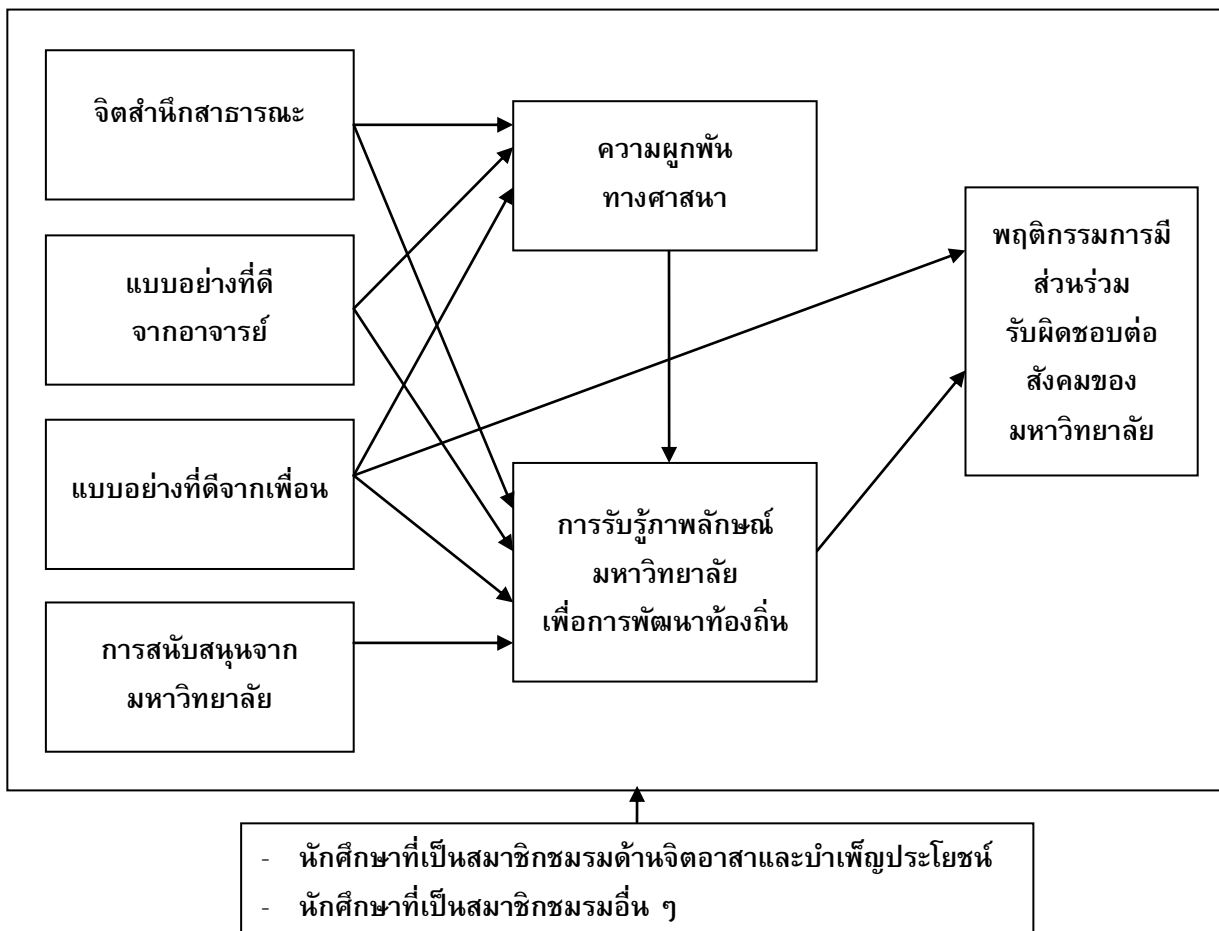 จิตสำนึกสาธารณะ
แบบอย่างที่ดี
จากอาจารย์
แบบอย่างที่ดีจากเพื่อน
การสนับสนุนจาก
มหาวิทยาลัย
ความผูกพัน
ทางศาสนา
การรับรู้ภาพลักษณ์
มหาวิทยาลัย
เพื่อการพัฒนาท้องถิ่น
พฤติกรรมการมี
ส่วนร่วม
รับผิดชอบต่อ
สังคมของ
มหาวิทยาลัย
- นักศึกษาที่เป็นสมาชิกชมรมด้านจิตอาสาและบำเพ็ญประโยชน์
- นักศึกษาที่เป็นสมาชิกชมรมอื่น ๆ